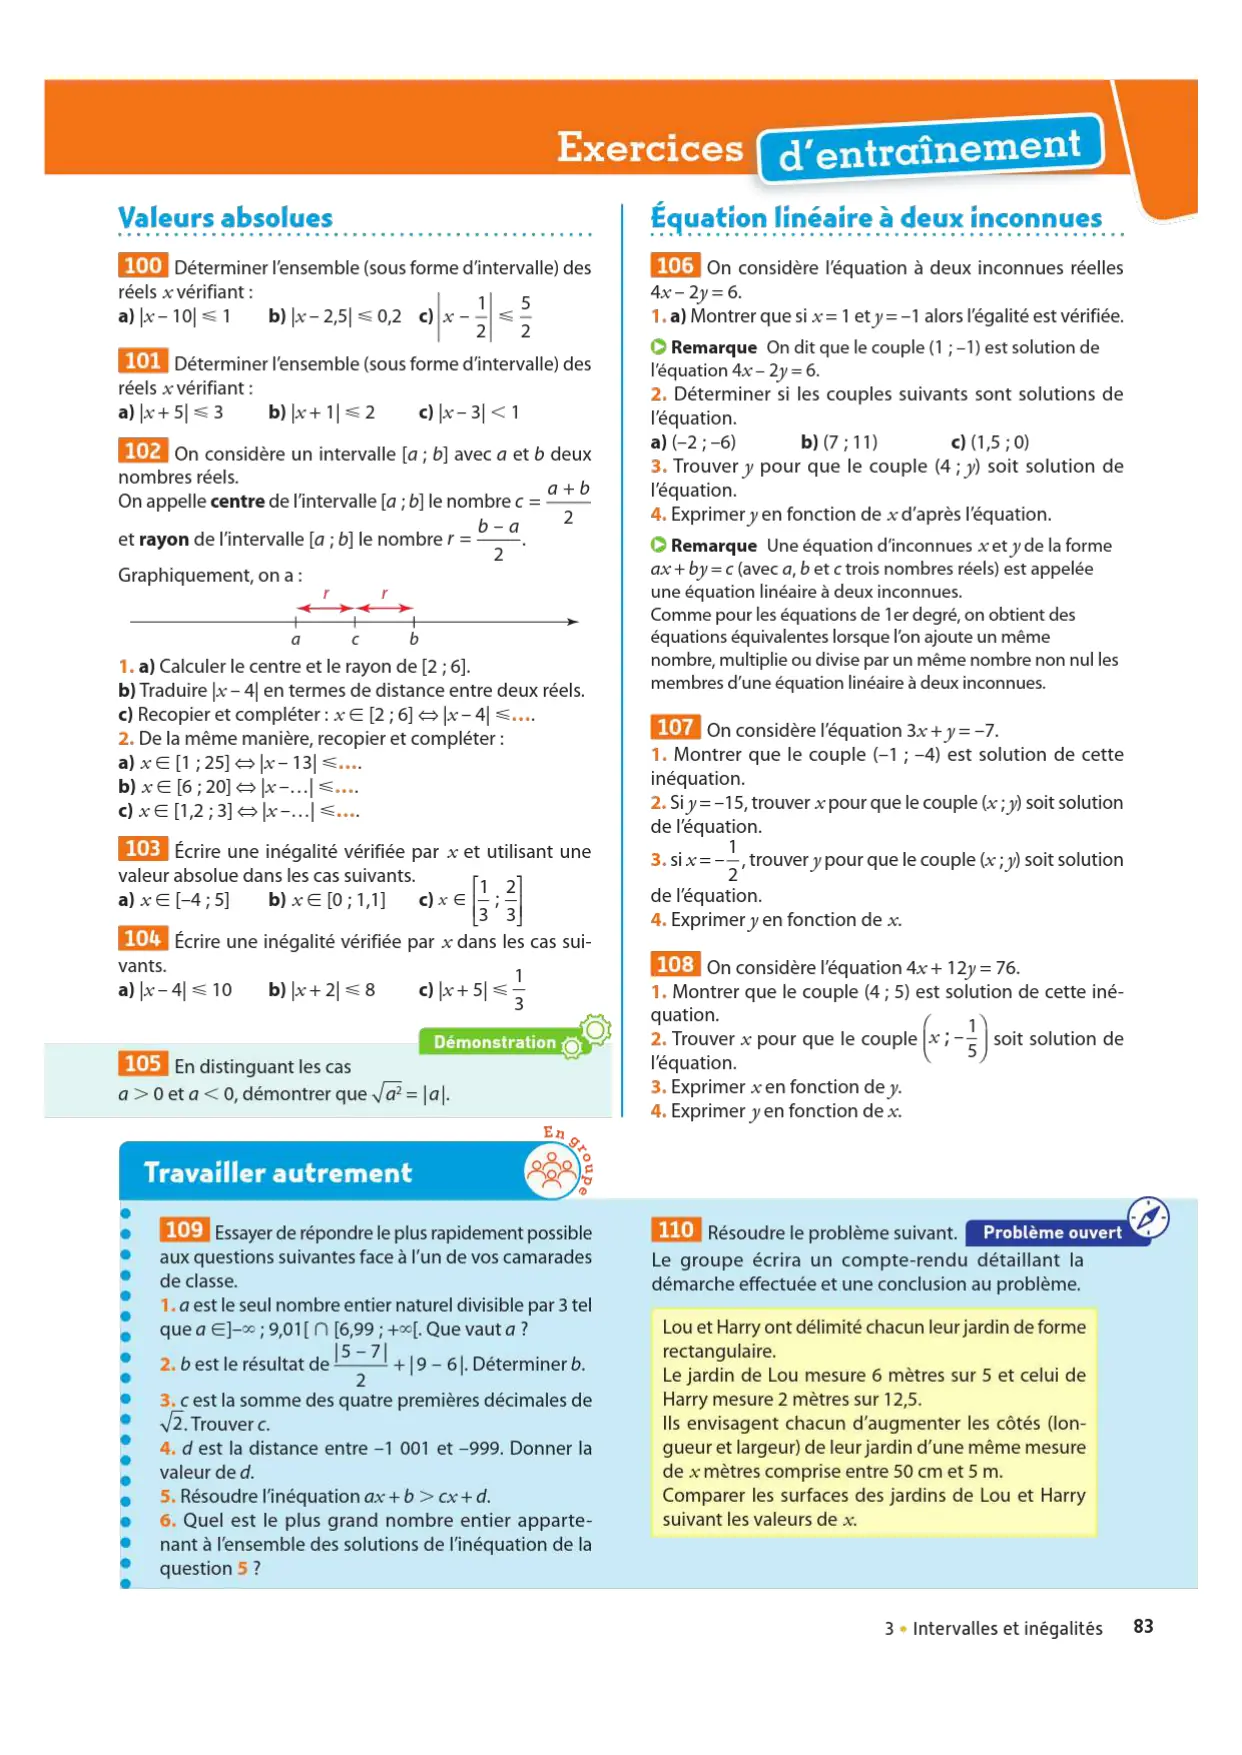 Exercices d'entraînement
Valeurs absolues
100 Déterminer l'ensemble (sous forme d'intervalle) des
réels x vérifiant :
a) |x – 10| ⩽ 1 b) |x – 2,5| ⩽ 0,2 c) |x – 1/2| ⩽ 5/2
101 Déterminer l'ensemble (sous forme d'intervalle) des
réels x vérifiant :
a) |x + 5| ⩽ 3 b) |x + 1| ⩽ 2 c) |x – 3| < 1
102 On considère un intervalle [a ; b] avec a et b deux
nombres réels.
On appelle centre de l'intervalle [a ; b] le nombre c = (a + b)/2
et rayon de l'intervalle [a ; b] le nombre r = (b – a)/2.
Graphiquement, on a :
r r
a c b
1. a) Calculer le centre et le rayon de [2 ; 6].
b) Traduire |x – 4| en termes de distance entre deux réels.
c) Recopier et compléter : x ∈ [2 ; 6] ⇔ |x – 4| ⩽ ....
2. De la même manière, recopier et compléter :
a) x ∈ [1 ; 25] ⇔ |x – 13| ⩽ ....
b) x ∈ [6 ; 20] ⇔ |x –…| ⩽ ....
c) x ∈ [1,2 ; 3] ⇔ |x –…| ⩽ ....
103 Écrire une inégalité vérifiée par x et utilisant une
valeur absolue dans les cas suivants.
a) x ∈ [–4 ; 5] b) x ∈ [0 ; 1,1] c) x ∈ [1/3 ; 2/3]
104 Écrire une inégalité vérifiée par x dans les cas sui-
vants.
a) |x – 4| ⩽ 10 b) |x + 2| ⩽ 8 c) |x + 5| ⩽ 1/3
Démonstration
105 En distinguant les cas
a > 0 et a < 0, démontrer que √a² = |a|.
Équation linéaire à deux inconnues
106 On considère l'équation à deux inconnues réelles
4x – 2y = 6.
1. a) Montrer que si x = 1 et y = –1 alors l'égalité est vérifiée.
Remarque On dit que le couple (1 ; –1) est solution de
l'équation 4x – 2y = 6.
2. Déterminer si les couples suivants sont solutions de
l'équation.
a) (–2 ; –6) b) (7 ; 11) c) (1,5 ; 0)
3. Trouver y pour que le couple (4 ; y) soit solution de
l'équation.
4. Exprimer y en fonction de x d'après l'équation.
Remarque Une équation d'inconnues x et y de la forme
ax + by = c (avec a, b et c trois nombres réels) est appelée
une équation linéaire à deux inconnues.
Comme pour les équations de 1er degré, on obtient des
équations équivalentes lorsque l'on ajoute un même
nombre, multiplie ou divise par un même nombre non nul les
membres d'une équation linéaire à deux inconnues.
107 On considère l'équation 3x + y = –7.
1. Montrer que le couple (–1 ; –4) est solution de cette
inéquation.
2. Si y = –15, trouver x pour que le couple (x ; y) soit solution
de l'équation.
3. si x = –1/2, trouver y pour que le couple (x ; y) soit solution
de l'équation.
4. Exprimer y en fonction de x.
108 On considère l'équation 4x + 12y = 76.
1. Montrer que le couple (4 ; 5) est solution de cette iné-
quation.
2. Trouver x pour que le couple (x ; –1/5) soit solution de
l'équation.
3. Exprimer x en fonction de y.
4. Exprimer y en fonction de x.
Travailler autrement
En groupe
109 Essayer de répondre le plus rapidement possible
aux questions suivantes face à l'un de vos camarades
de classe.
1. a est le seul nombre entier naturel divisible par 3 tel
que a ∈]–∞ ; 9,01[ ∩ [6,99 ; +∞[. Que vaut a ?
2. b est le résultat de |5 – 7|/2 + |9 – 6|. Déterminer b.
3. c est la somme des quatre premières décimales de
√2. Trouver c.
4. d est la distance entre –1 001 et –999. Donner la
valeur de d.
5. Résoudre l'inéquation ax + b > cx + d.
6. Quel est le plus grand nombre entier apparte-
nant à l'ensemble des solutions de l'inéquation de la
question 5 ?
110 Résoudre le problème suivant. Problème ouvert
Le groupe écrira un compte-rendu détaillant la
démarche effectuée et une conclusion au problème.
Lou et Harry ont délimité chacun leur jardin de forme
rectangulaire.
Le jardin de Lou mesure 6 mètres sur 5 et celui de
Harry mesure 2 mètres sur 12,5.
Ils envisagent chacun d'augmenter les côtés (lon-
gueur et largeur) de leur jardin d'une même mesure
de x mètres comprise entre 50 cm et 5 m.
Comparer les surfaces des jardins de Lou et Harry
suivant les valeurs de x.
3 • Intervalles et inégalités 83